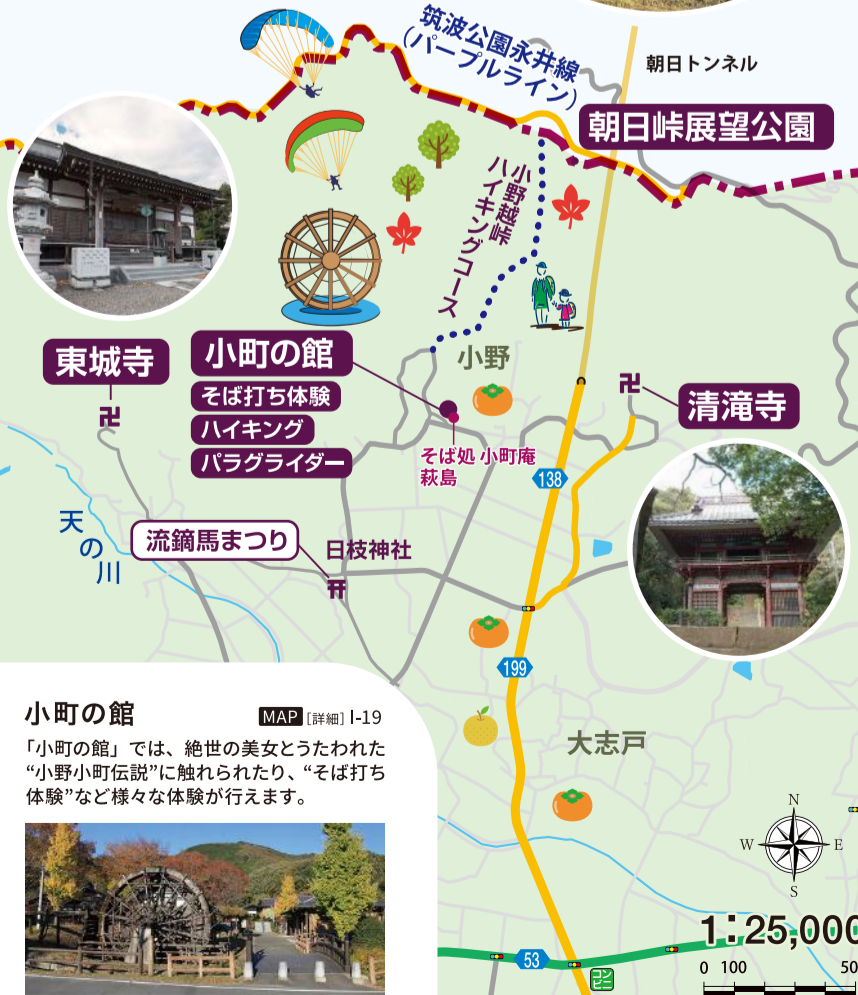 筑波公園永井線
(パープルライン)
朝日トンネル
朝日峠展望公園
小野越峠
ハイキングコース
東城寺
小町の館
そば打ち体験
ハイキング
パラグライダー
小野
清滝寺
そば処 小町庵
萩島
138
天の川
流鏑馬まつり
日枝神社
199
小町の館
MAP [詳細] I-19
「小町の館」では、絶世の美女とうたわれた
“小野小町伝説”に触れられたり、“そば打ち
体験”など様々な体験が行えます。
大志戸
N
W
E
S
1:25,000
0 100 50
53
コン
ビニ